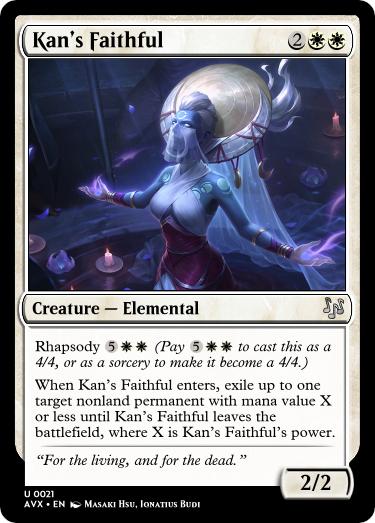 Kan's Faithful 2
Creature — Elemental
Rhapsody 5 (Pay 5 to cast this as a
4/4, or as a sorcery to make it become a 4/4.)
When Kan's Faithful enters, exile up to one
target nonland permanent with mana value X
or less until Kan's Faithful leaves the
battlefield, where X is Kan's Faithful's power.
"For the living, and for the dead."
2/2
U 0021
AVX • EN Masaki Hsu, Ionatius Budi